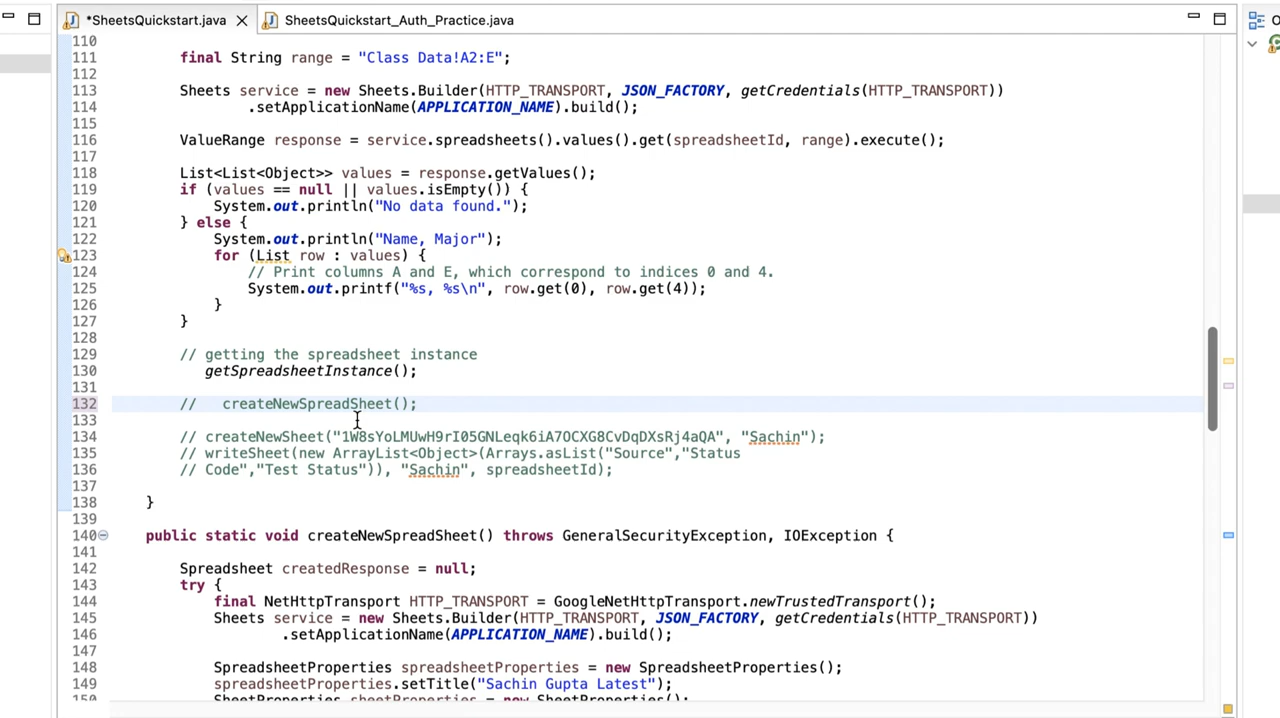 *SheetsQuickstart.java SheetsQuickstart_Auth_Practice.java
110
111 final String range = "Class Data!A2:E";
112
113 Sheets service = new Sheets.Builder(HTTP_TRANSPORT, JSON_FACTORY, getCredentials(HTTP_TRANSPORT))
114 .setApplicationName(APPLICATION_NAME).build();
115
116 ValueRange response = service.spreadsheets().values().get(spreadsheetId, range).execute();
117
118 List<List<Object>> values = response.getValues();
119 if (values == null || values.isEmpty()) {
120 System.out.println("No data found.");
121 } else {
122 System.out.println("Name, Major");
123 for (List row : values) {
124 // Print columns A and E, which correspond to indices 0 and 4.
125 System.out.printf("%s, %s\n", row.get(0), row.get(4));
126 }
127 }
128
129 // getting the spreadsheet instance
130 getSpreadsheetInstance();
131
132 // createNewSpreadSheet();
133
134 // createNewSheet("1W8sYoLMUwH9rI05GNLeqk6iA7OCXG8CvDqDXsRj4aQA", "Sachin");
135 // writeSheet(new ArrayList<Object>(Arrays.asList("Source","Status
136 // Code","Test Status")), "Sachin", spreadsheetId);
137
138 }
139
140 public static void createNewSpreadSheet() throws GeneralSecurityException, IOException {
141
142 Spreadsheet createdResponse = null;
143 try {
144 final NetHttpTransport HTTP_TRANSPORT = GoogleNetHttpTransport.newTrustedTransport();
145 Sheets service = new Sheets.Builder(HTTP_TRANSPORT, JSON_FACTORY, getCredentials(HTTP_TRANSPORT))
146 .setApplicationName(APPLICATION_NAME).build();
147
148 SpreadsheetProperties spreadsheetProperties = new SpreadsheetProperties();
149 spreadsheetProperties.setTitle("Sachin Gupta Latest");
150 SheetProperties sheetProperties = new SheetProperties();